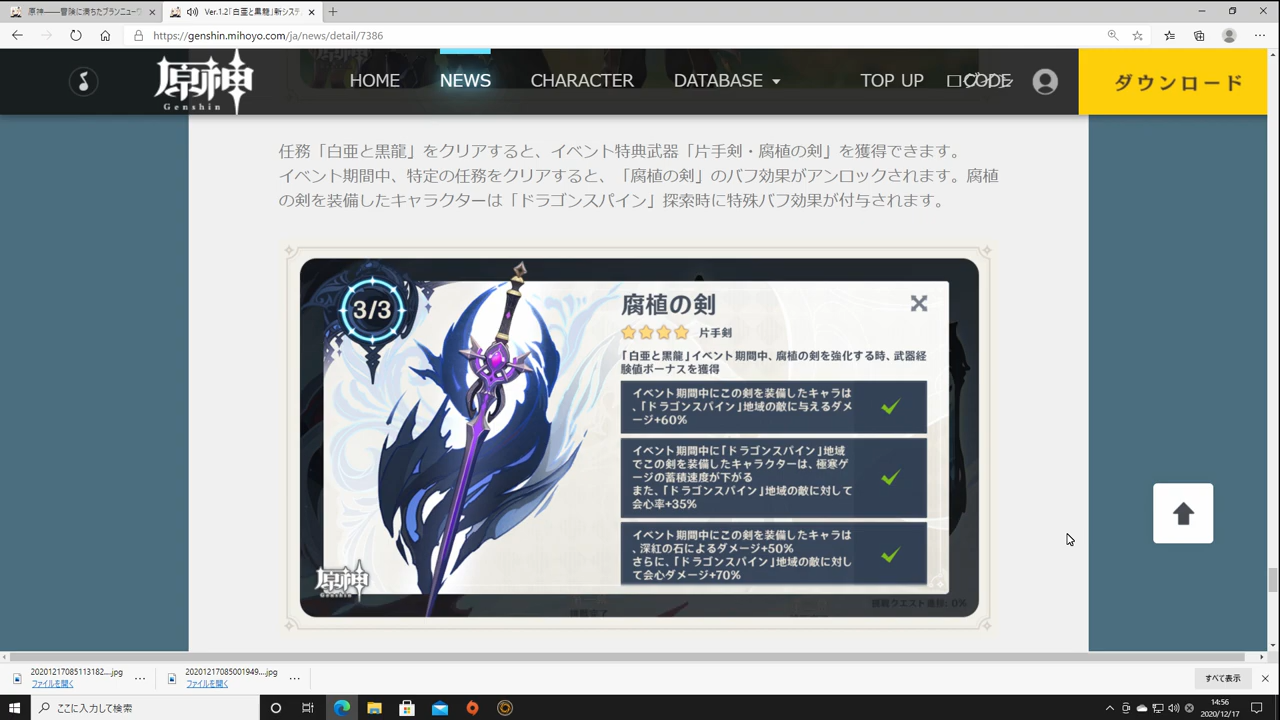 原神——冒険に満ちたブランニューワ
Ver.1.2「白亜と黒龍」新システ
https://genshin.mihoyo.com/ja/news/detail/7386
原神
Genshin
HOME
NEWS
CHARACTER
DATABASE
TOP UP
CODE
ログイン
ダウンロード
任務「白亜と黒龍」をクリアすると、イベント特典武器「片手剣・腐植の剣」を獲得できます。
イベント期間中、特定の任務をクリアすると、「腐植の剣」のバフ効果がアンロックされます。腐植
の剣を装備したキャラクターは「ドラゴンスパイン」探索時に特殊バフ効果が付与されます。
3/3
腐植の剣
片手剣
「白亜と黒龍」イベント期間中、腐植の剣を強化する時、武器経
験値ボーナスを獲得
イベント期間中にこの剣を装備したキャラは
、「ドラゴンスパイン」地域の敵に与えるダメ
ージ+60%
イベント期間中に「ドラゴンスパイン」地域
でこの剣を装備したキャラクターは、極寒ゲ
ージの蓄積速度が下がる
また、「ドラゴンスパイン」地域の敵に対して
会心率+35%
イベント期間中にこの剣を装備したキャラは
、深紅の石によるダメージ+50%
さらに、「ドラゴンスパイン」地域の敵に対し
て会心ダメージ+70%
原神
クエスト進捗: 0%
20201217085113182....jpg
ファイルを開く
20201217085001949....jpg
ファイルを開く
すべて表示
ここに入力して検索
14:56
2020/12/17